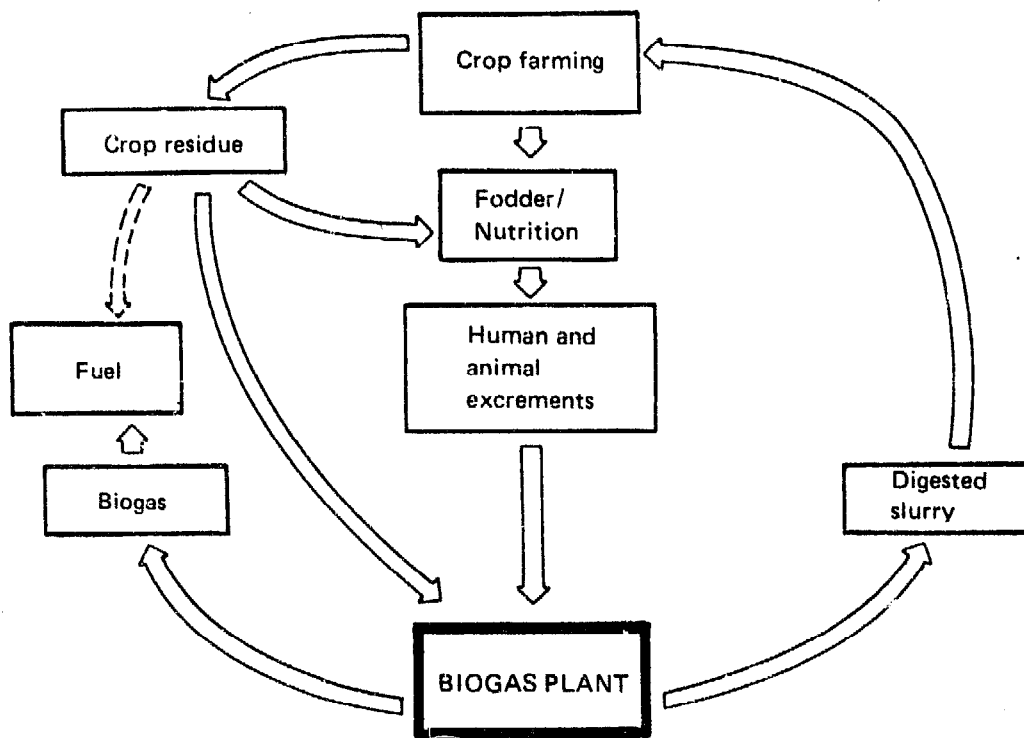 Crop farming
Crop residue
Fodder/
Nutrition
Human and
animal
excrements
Fuel
Biogas
Digested
slurry
BIOGAS PLANT